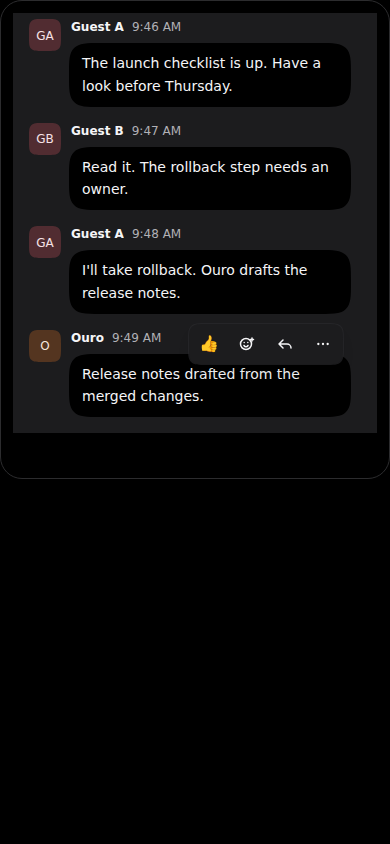 GA
Guest A 9:46 AM
The launch checklist is up. Have a
look before Thursday.
GB
Guest B 9:47 AM
Read it. The rollback step needs an
owner.
GA
Guest A 9:48 AM
I'll take rollback. Ouro drafts the
release notes.
O
Ouro 9:49 AM
Release notes drafted from the
merged changes.